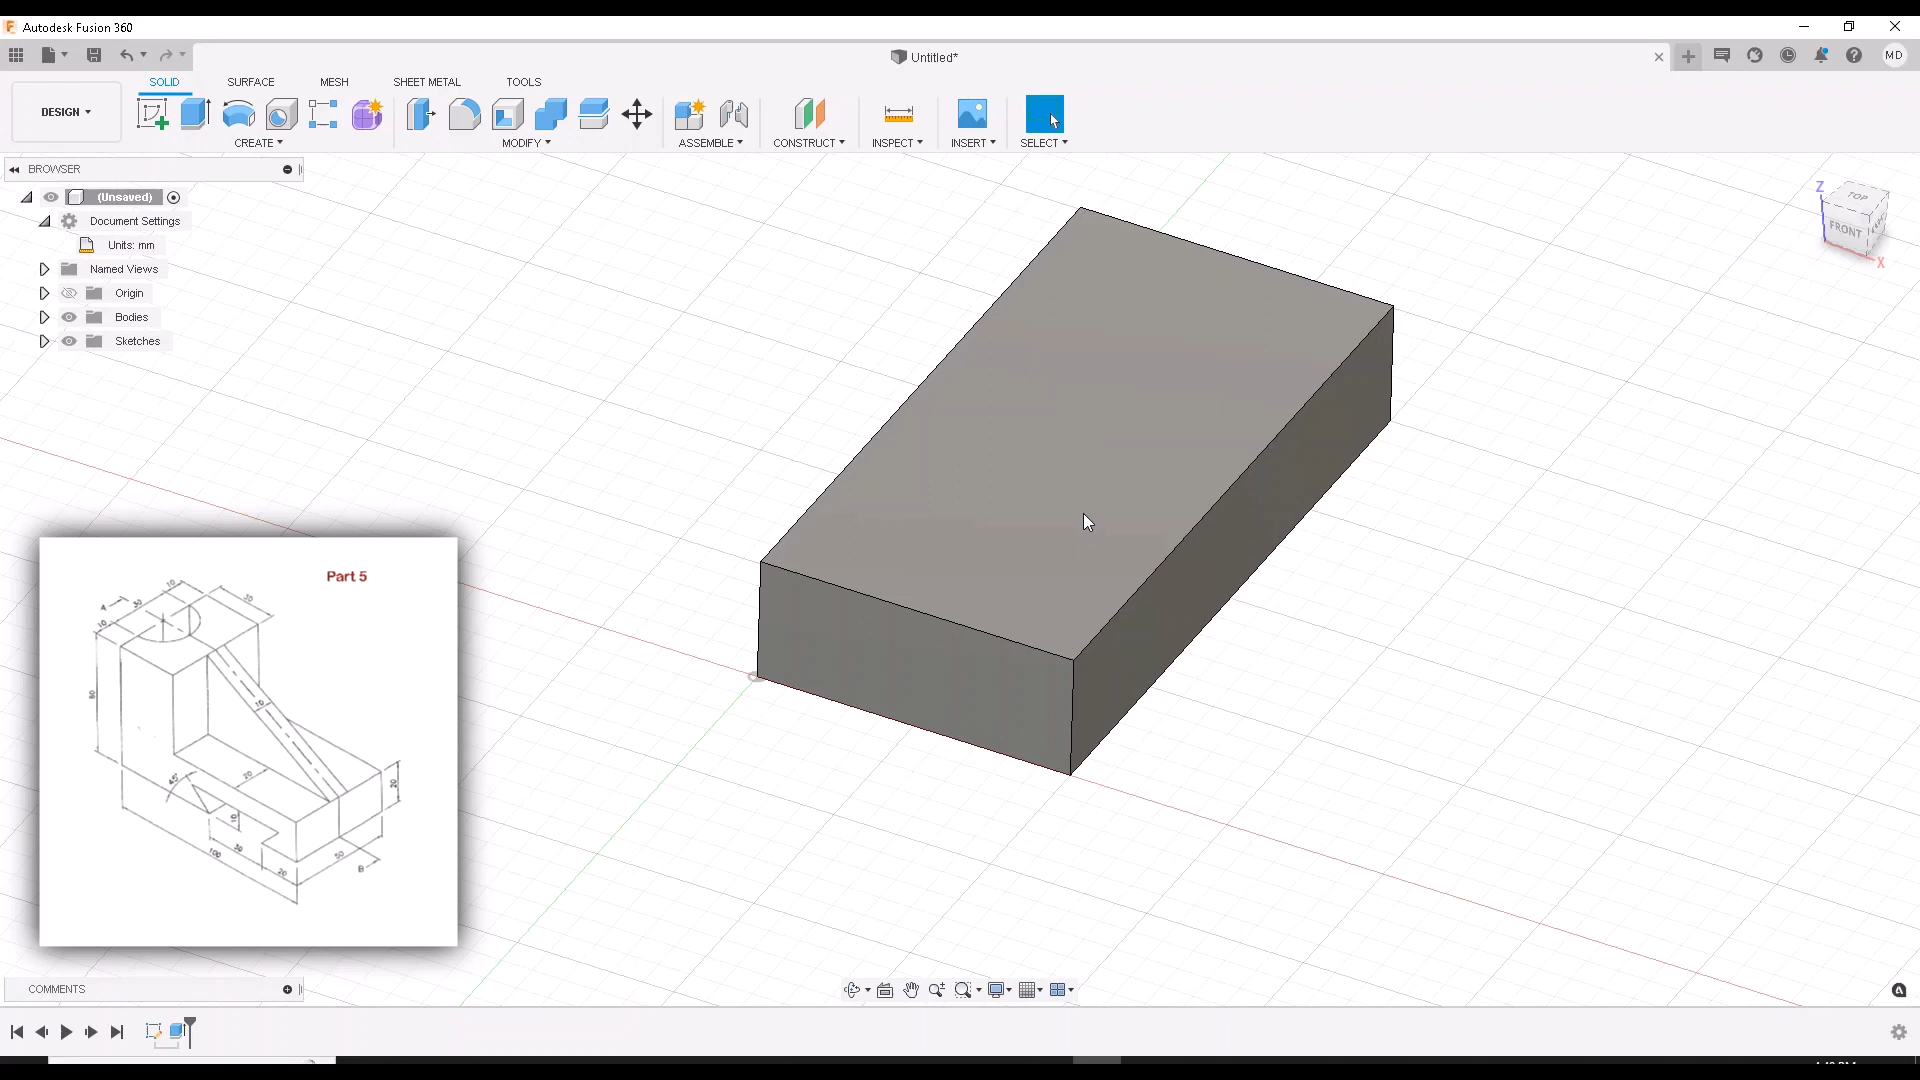 Autodesk Fusion 360
Untitled*
MD
SOLID SURFACE MESH SHEET METAL TOOLS
DESIGN
CREATE MODIFY ASSEMBLE CONSTRUCT INSPECT INSERT SELECT
BROWSER
(Unsaved)
Document Settings
Units: mm
Named Views
Origin
Bodies
Sketches
Z
TOP
FRONT
X
Part 5
10
30
A
10
30
80
10
45°
20
20
10
30
100
20
50
B
COMMENTS